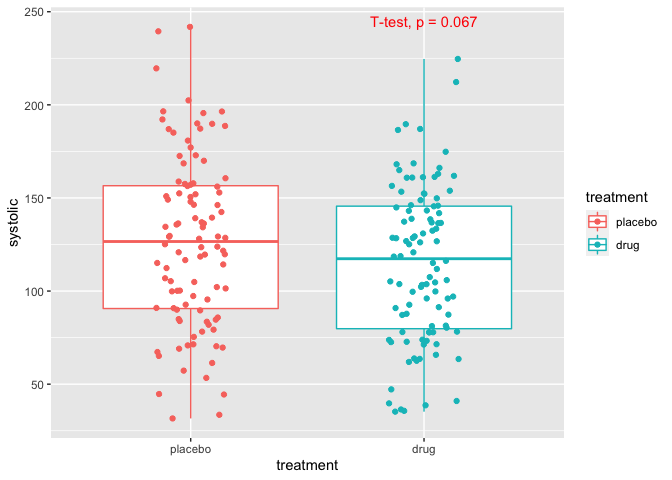 T-test, p = 0.067
250
200
150
100
50
systolic
placebo
drug
treatment
treatment
placebo
drug